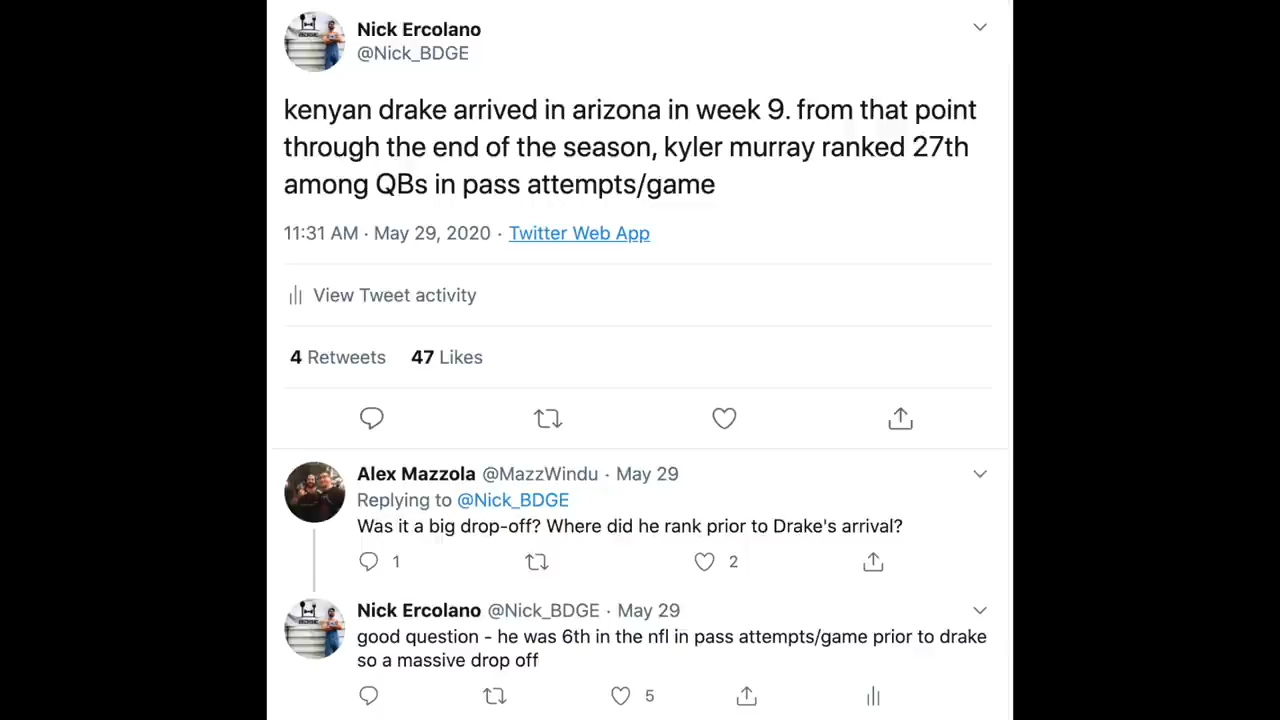 Nick Ercolano
@Nick_BDGE
kenyan drake arrived in arizona in week 9. from that point
through the end of the season, kyler murray ranked 27th
among QBs in pass attempts/game
11:31 AM · May 29, 2020 · Twitter Web App
View Tweet activity
4 Retweets 47 Likes
Alex Mazzola @MazzWindu · May 29
Replying to @Nick_BDGE
Was it a big drop-off? Where did he rank prior to Drake's arrival?
1 2
Nick Ercolano @Nick_BDGE · May 29
good question - he was 6th in the nfl in pass attempts/game prior to drake
so a massive drop off
5